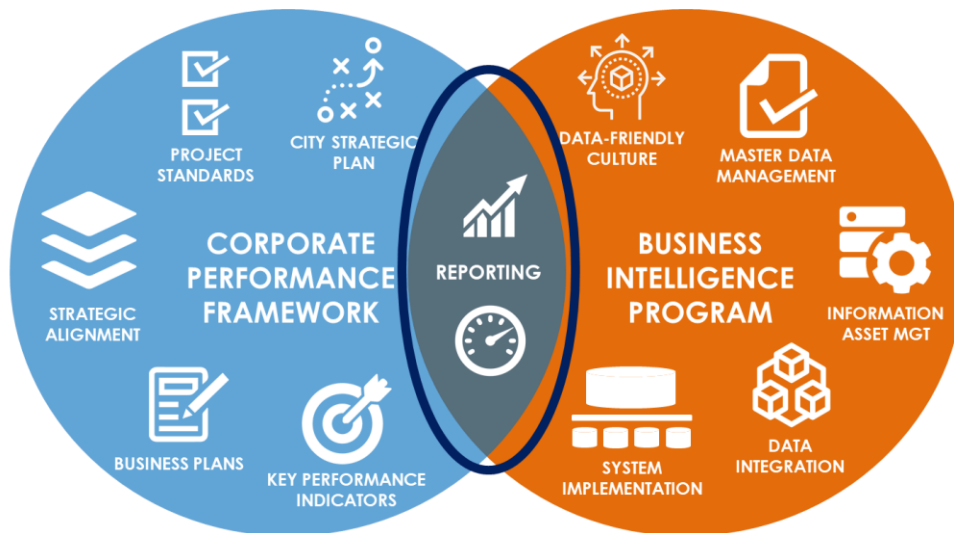 PROJECT
STANDARDS
CITY STRATEGIC
PLAN
STRATEGIC
ALIGNMENT
CORPORATE
PERFORMANCE
FRAMEWORK
BUSINESS PLANS
KEY PERFORMANCE
INDICATORS
REPORTING
DATA-FRIENDLY
CULTURE
MASTER DATA
MANAGEMENT
BUSINESS
INTELLIGENCE
PROGRAM
INFORMATION
ASSET MGT
SYSTEM
IMPLEMENTATION
DATA
INTEGRATION